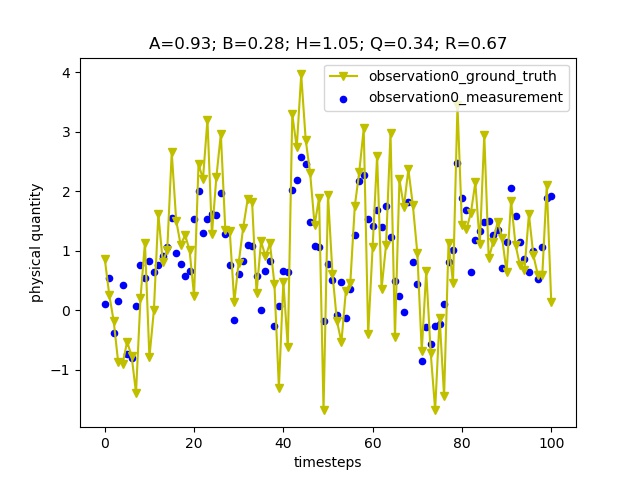 A=0.93; B=0.28; H=1.05; Q=0.34; R=0.67
observation0_ground_truth
observation0_measurement
physical quantity
4
3
2
1
0
−1
0 20 40 60 80 100
timesteps